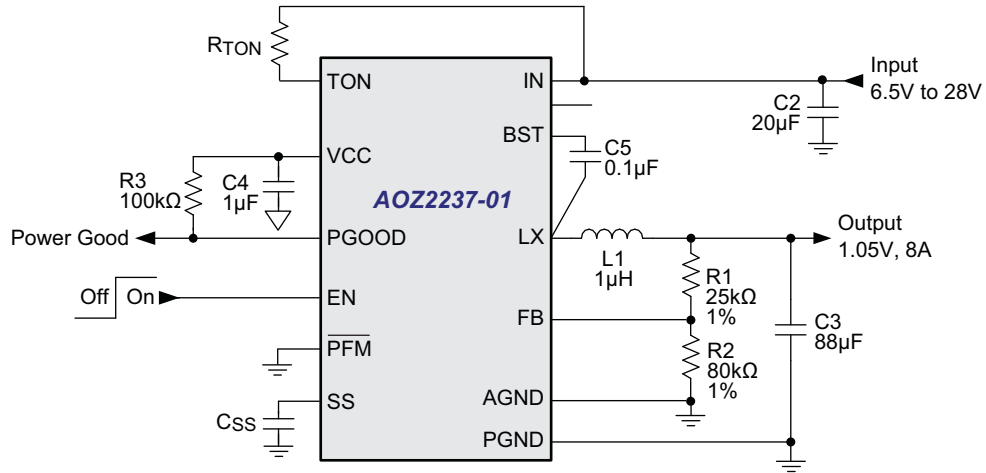 RTON
TON
IN
Input
6.5V to 28V
C2
20µF
BST
C5
0.1µF
VCC
R3
100kΩ
C4
1µF
AOZ2237-01
Power Good
PGOOD
LX
L1
1µH
Output
1.05V, 8A
R1
25kΩ
1%
Off
On
EN
FB
C3
88µF
PFM
R2
80kΩ
1%
SS
CSS
AGND
PGND